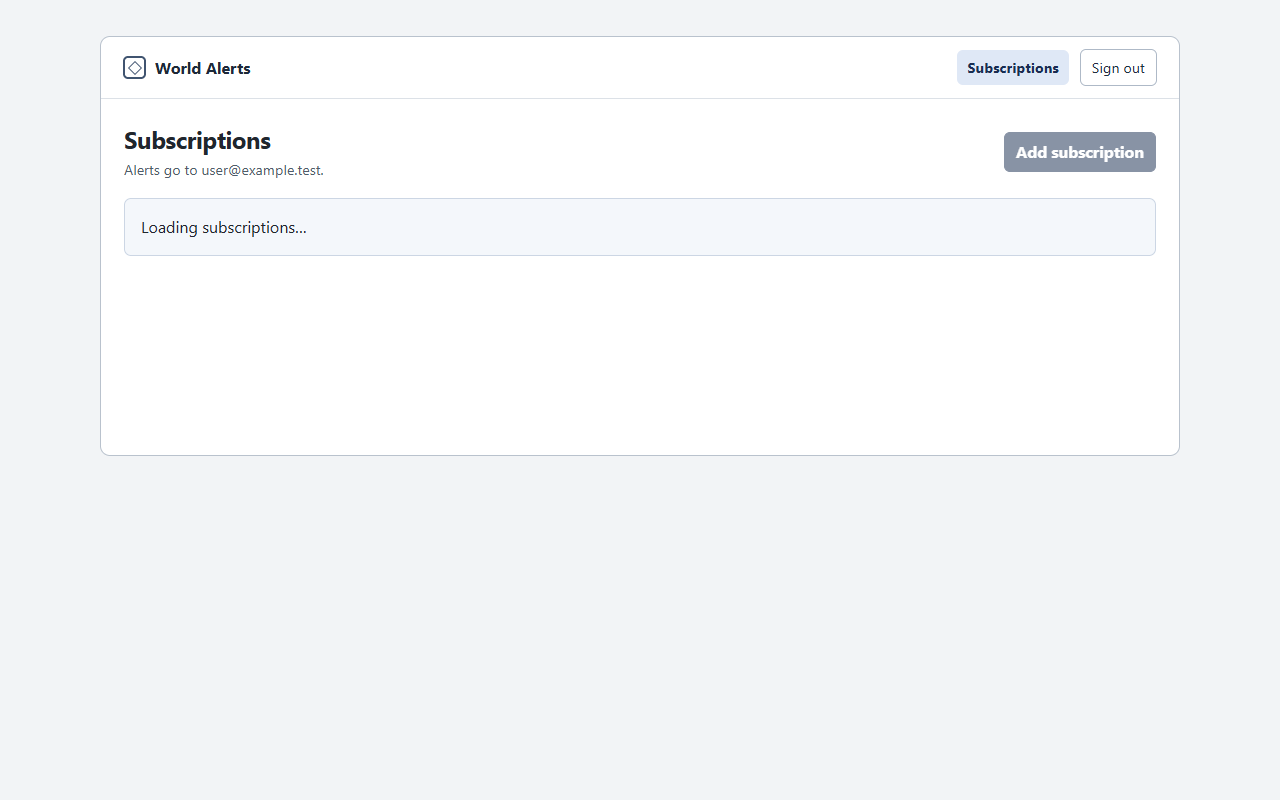 World Alerts
Subscriptions
Sign out
Subscriptions
Alerts go to user@example.test.
Add subscription
Loading subscriptions...